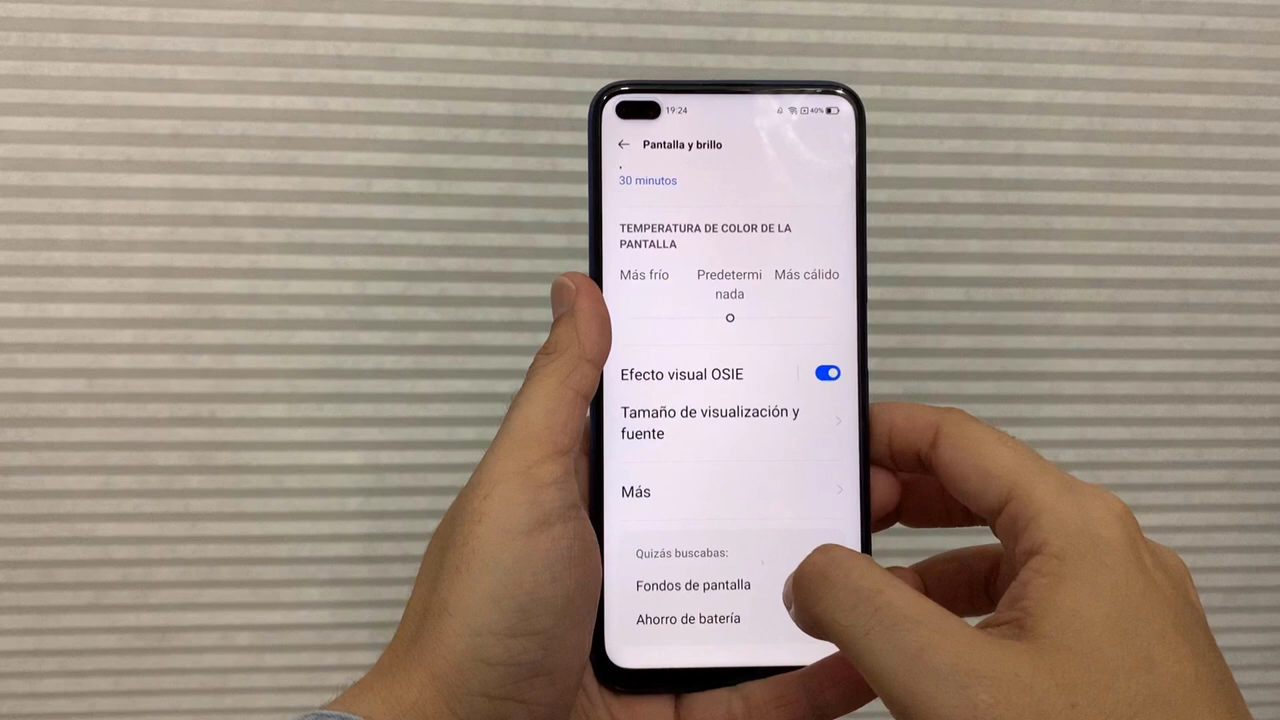 19:24
40%
Pantalla y brillo
30 minutos
TEMPERATURA DE COLOR DE LA
PANTALLA
Más frío
Predetermi
nada
Más cálido
Efecto visual OSIE
Tamaño de visualización y
fuente
Más
Quizás buscabas:
Fondos de pantalla
Ahorro de batería